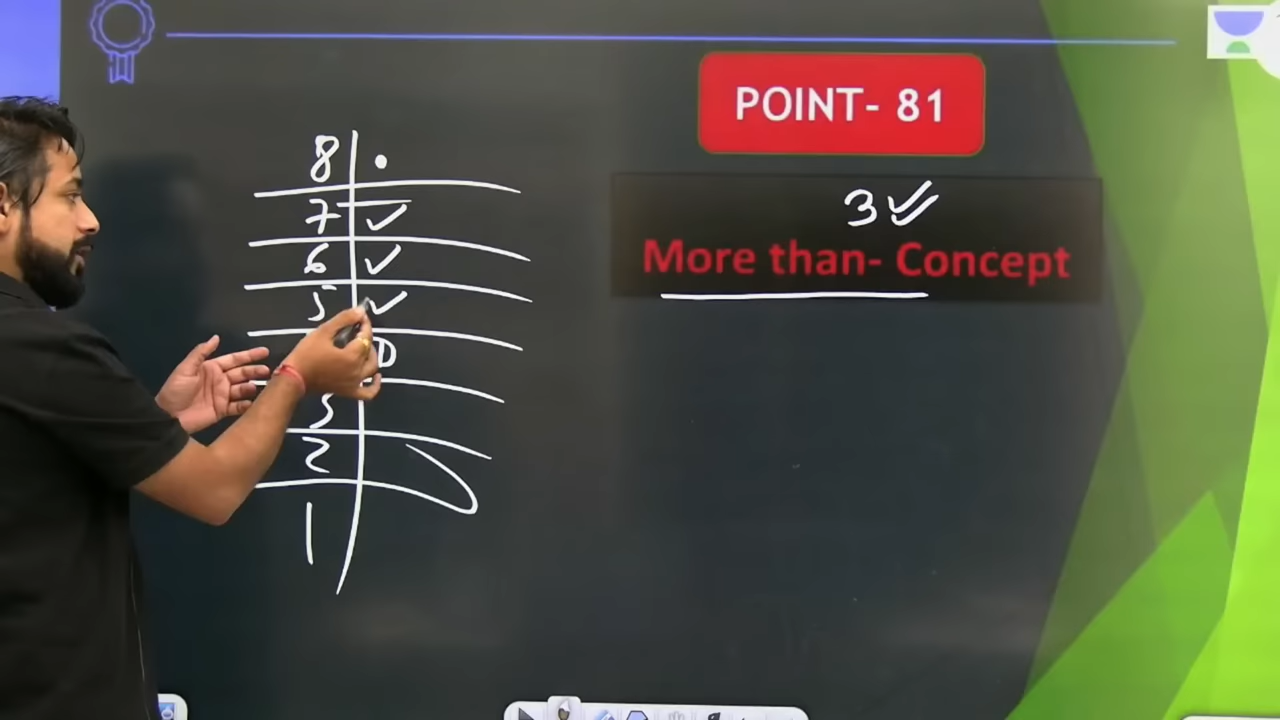 POINT- 81
3 ✓✓
More than- Concept
8 •
7 ✓
6 ✓
5 ✓
D
3
2
1